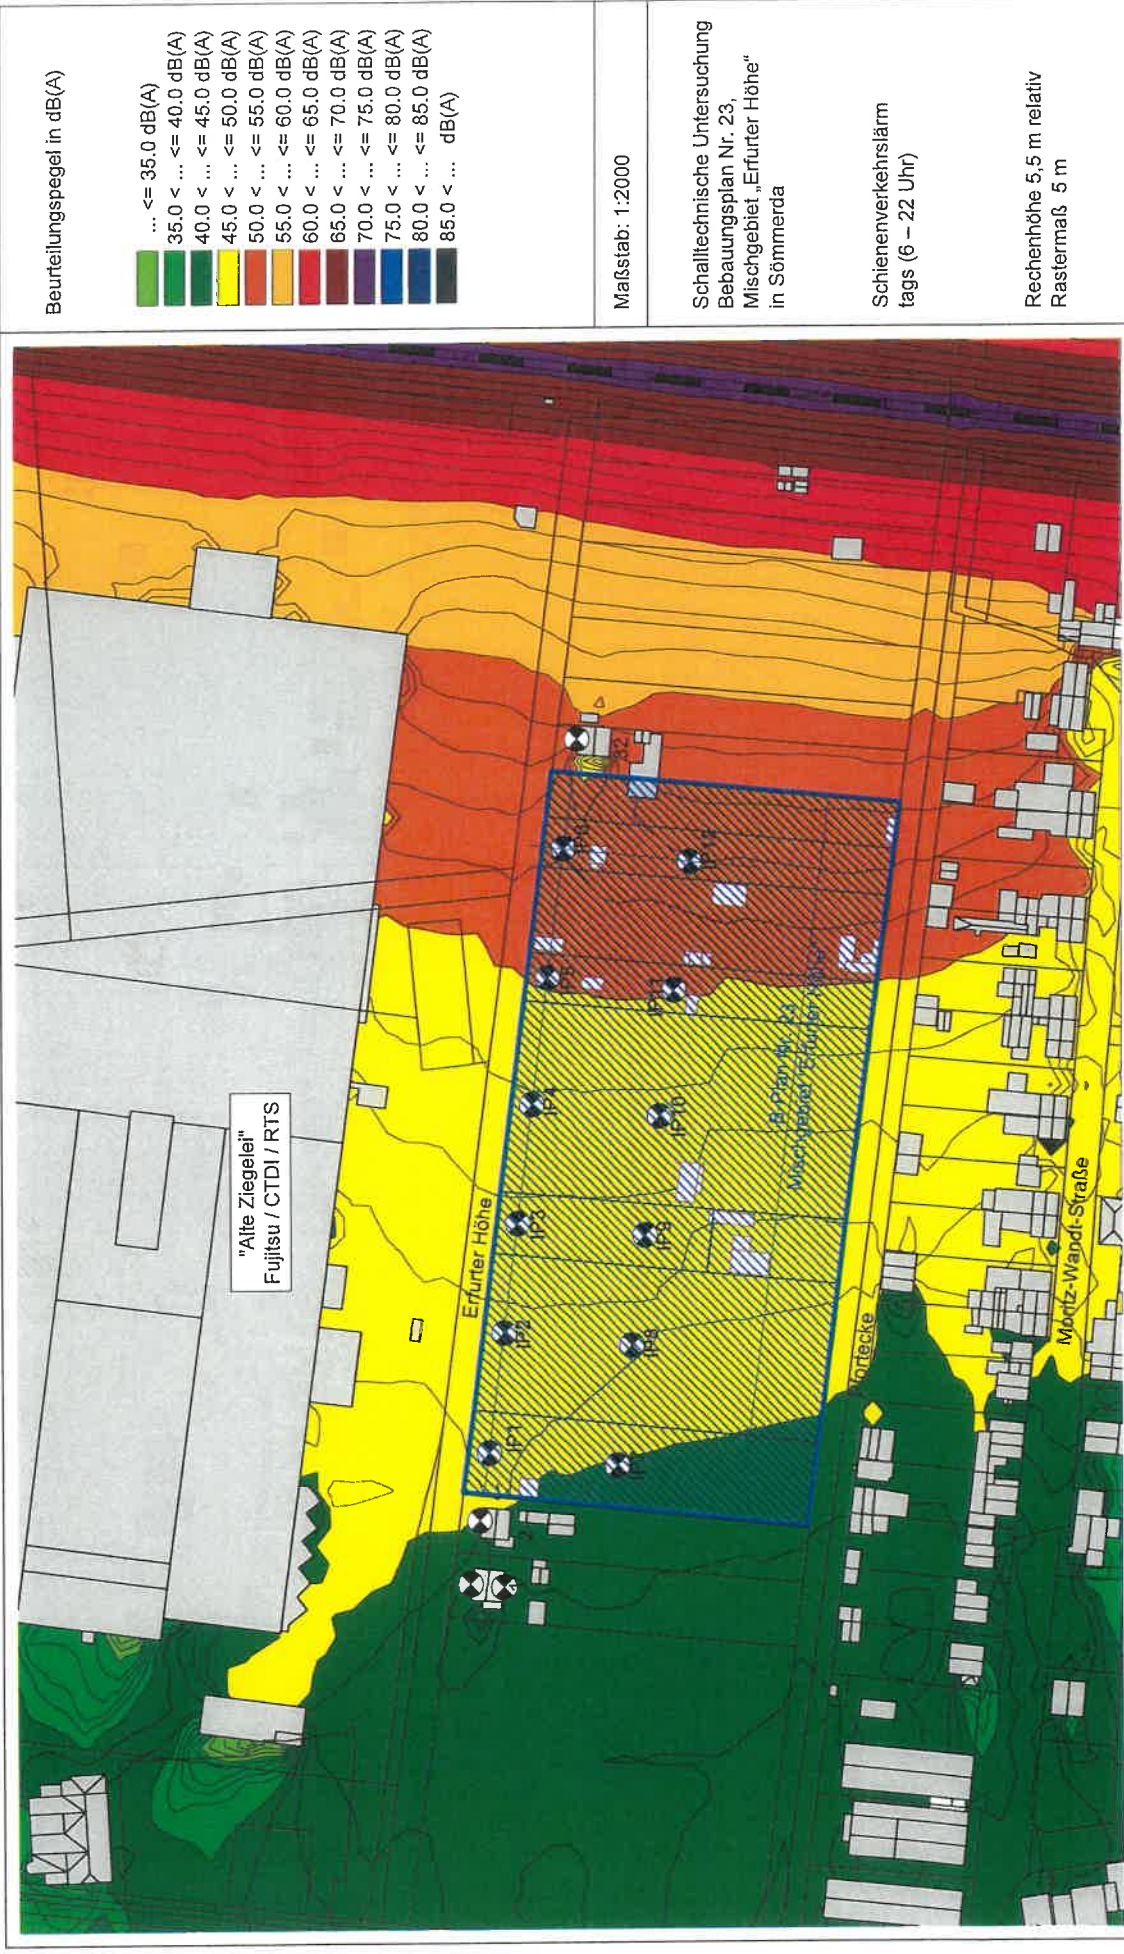 Beurteilungspegel in dB(A)
... <= 35.0 dB(A)
35.0 < ... <= 40.0 dB(A)
40.0 < ... <= 45.0 dB(A)
45.0 < ... <= 50.0 dB(A)
50.0 < ... <= 55.0 dB(A)
55.0 < ... <= 60.0 dB(A)
60.0 < ... <= 65.0 dB(A)
65.0 < ... <= 70.0 dB(A)
70.0 < ... <= 75.0 dB(A)
75.0 < ... <= 80.0 dB(A)
80.0 < ... <= 85.0 dB(A)
85.0 < ... dB(A)
Maßstab: 1:2000
Schalltechnische Untersuchung
Bebauungsplan Nr. 23,
Mischgebiet „Erfurter Höhe“
in Sömmerda
Schienenverkehrslärm
tags (6 – 22 Uhr)
Rechenhöhe 5,5 m relativ
Rastermaß 5 m
"Alte Ziegelei"
Fujitsu / CTDI / RTS
Erfurter Höhe
IP1
IP2
IP3
IP4
IP5
IP6
IP7
IP8
IP9
IP10
IP11
IP12
32
B-Plan Nr. 23
Mischgebiet "Erfurter Höhe"
Moritz-Wandt-Straße